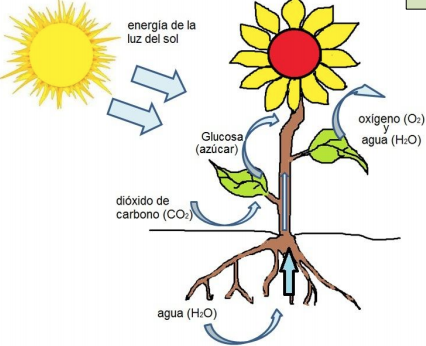 energía de la
luz del sol
oxígeno (O₂)
y
agua (H₂O)
Glucosa
(azúcar)
dióxido de
carbono (CO₂)
agua (H₂O)